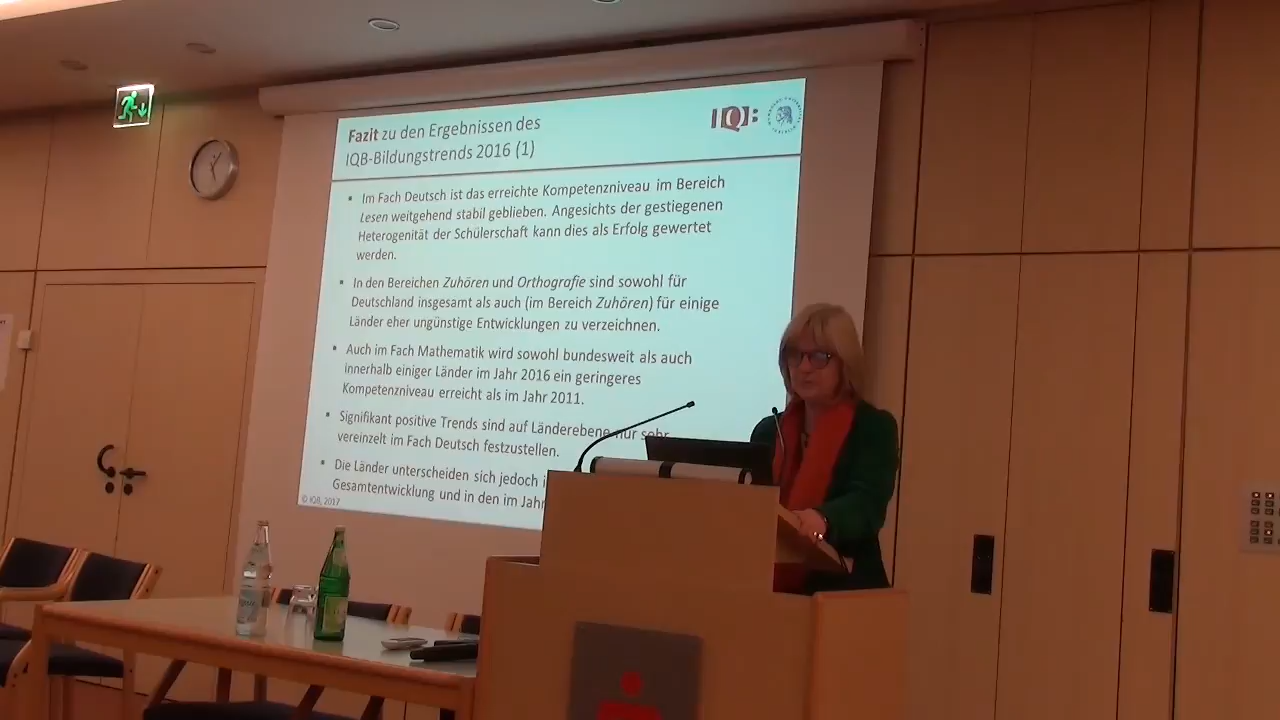 Fazit zu den Ergebnissen des
IQB-Bildungstrends 2016 (1)
IQB
▪ Im Fach Deutsch ist das erreichte Kompetenzniveau im Bereich
Lesen weitgehend stabil geblieben. Angesichts der gestiegenen
Heterogenität der Schülerschaft kann dies als Erfolg gewertet
werden.
▪ In den Bereichen Zuhören und Orthografie sind sowohl für
Deutschland insgesamt als auch (im Bereich Zuhören) für einige
Länder eher ungünstige Entwicklungen zu verzeichnen.
▪ Auch im Fach Mathematik wird sowohl bundesweit als auch
innerhalb einiger Länder im Jahr 2016 ein geringeres
Kompetenzniveau erreicht als im Jahr 2011.
▪ Signifikant positive Trends sind auf Länderebene nur sehr
vereinzelt im Fach Deutsch festzustellen.
▪ Die Länder unterscheiden sich jedoch
Gesamtentwicklung und in den im Jahr
© IQB, 2017